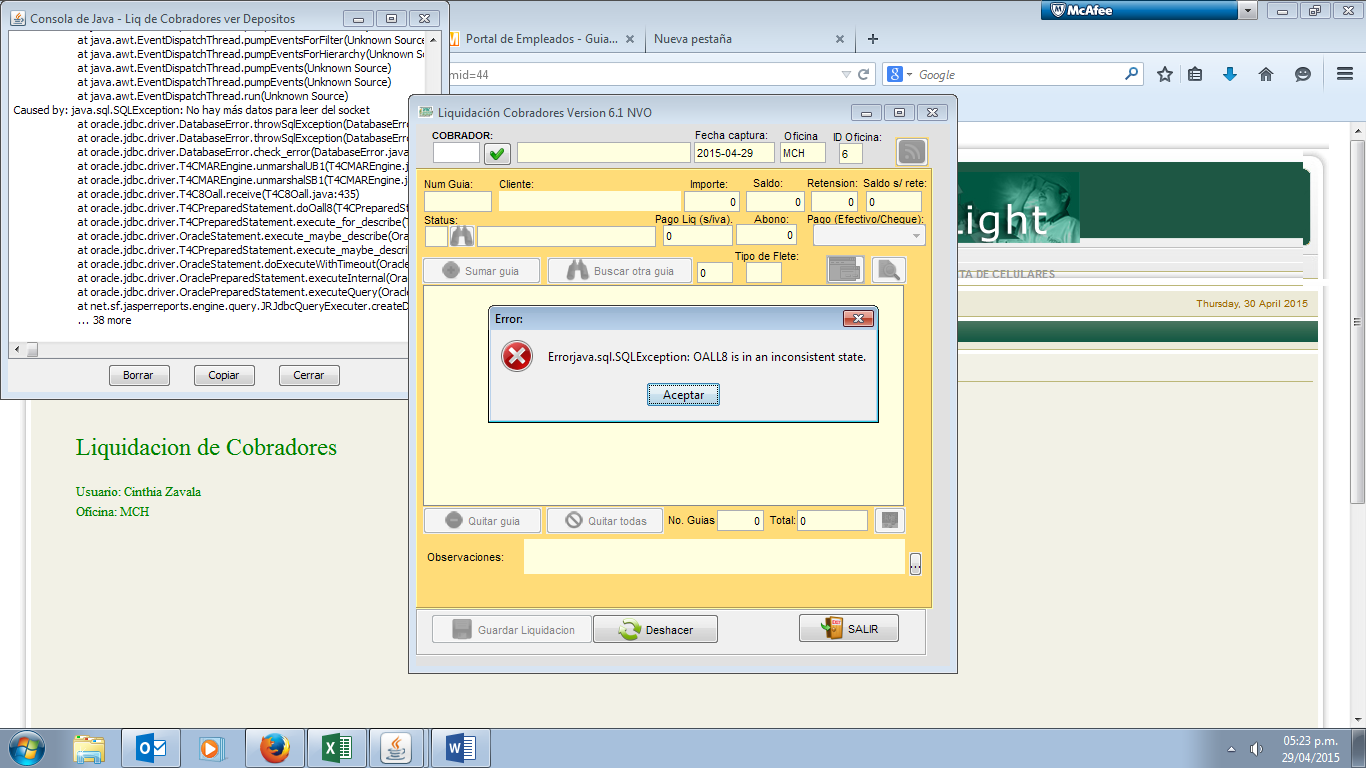 Consola de Java - Liq de Cobradores ver Depositos
at java.awt.EventDispatchThread.pumpEventsForFilter(Unknown Source
at java.awt.EventDispatchThread.pumpEventsForHierarchy(Unknown So
at java.awt.EventDispatchThread.pumpEvents(Unknown Source)
at java.awt.EventDispatchThread.pumpEvents(Unknown Source)
at java.awt.EventDispatchThread.run(Unknown Source)
Caused by: java.sql.SQLException: No hay más datos para leer del socket
at oracle.jdbc.driver.DatabaseError.throwSqlException(DatabaseErro
at oracle.jdbc.driver.DatabaseError.throwSqlException(DatabaseErro
at oracle.jdbc.driver.DatabaseError.check_error(DatabaseError.java
at oracle.jdbc.driver.T4CMAREngine.unmarshalUB1(T4CMAREngine.j
at oracle.jdbc.driver.T4CMAREngine.unmarshalSB1(T4CMAREngine.j
at oracle.jdbc.driver.T4C8Oall.receive(T4C8Oall.java:435)
at oracle.jdbc.driver.T4CPreparedStatement.doOall8(T4CPreparedSt
at oracle.jdbc.driver.T4CPreparedStatement.execute_for_describe(T
at oracle.jdbc.driver.OracleStatement.execute_maybe_describe(Ora
at oracle.jdbc.driver.T4CPreparedStatement.execute_maybe_descri
at oracle.jdbc.driver.OracleStatement.doExecuteWithTimeout(Oracle
at oracle.jdbc.driver.OraclePreparedStatement.executeInternal(Orac
at oracle.jdbc.driver.OraclePreparedStatement.executeQuery(Oracle
at net.sf.jasperreports.engine.query.JRJdbcQueryExecuter.createD
... 38 more
Borrar
Copiar
Cerrar
McAfee
Portal de Empleados - Guia...
Nueva pestaña
mid=44
Google
ight
CTA DE CELULARES
Thursday, 30 April 2015
Liquidacion de Cobradores
Usuario: Cinthia Zavala
Oficina: MCH
Liquidación Cobradores Version 6.1 NVO
COBRADOR:
Fecha captura:
Oficina
ID Oficina:
2015-04-29
MCH
6
Num Guia:
Cliente:
Importe:
Saldo:
Retension:
Saldo s/ rete:
0
0
0
0
Status:
Pago Liq (s/iva).
Abono:
Pago (Efectivo/Cheque):
0
0
Sumar guia
Buscar otra guia
0
Tipo de Flete:
Error:
Errorjava.sql.SQLException: OALL8 is in an inconsistent state.
Aceptar
Quitar guia
Quitar todas
No. Guias
0
Total:
0
Observaciones:
...
Guardar Liquidacion
Deshacer
SALIR
05:23 p.m.
29/04/2015